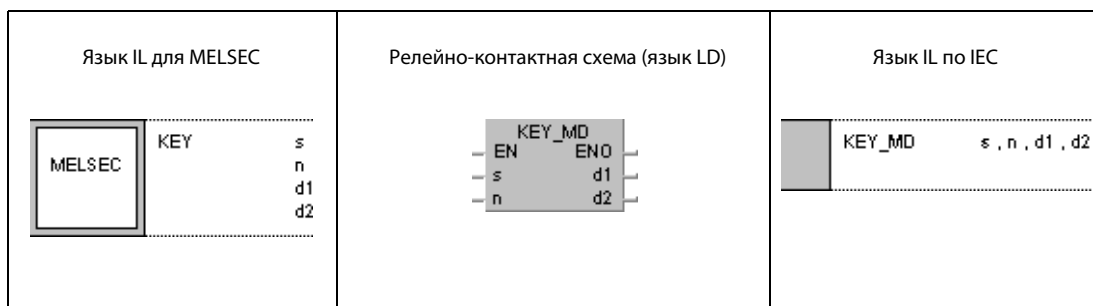 Язык IL для MELSEC
Релейно-контактная схема (язык LD)
Язык IL по IEC
MELSEC
KEY s
n
d1
d2
KEY_MD
EN ENO
s d1
n d2
KEY_MD s , n , d1 , d2